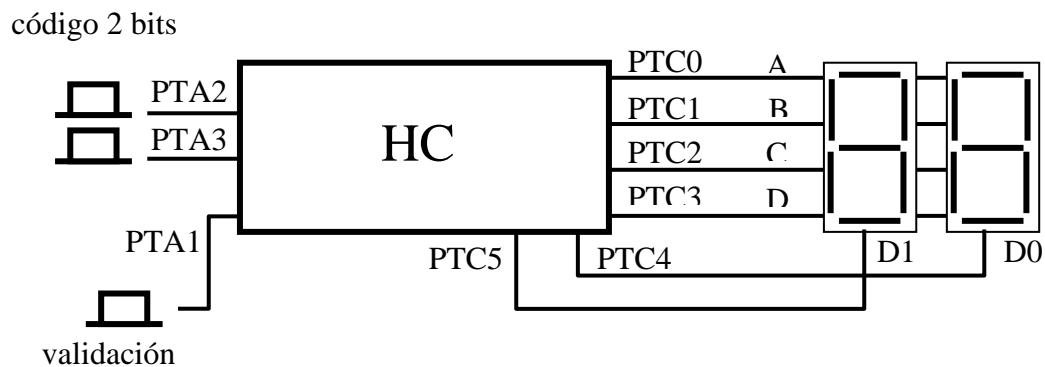 código 2 bits
PTA2
PTA3
PTA1
validación
HC
PTC0 A
PTC1 B
PTC2 C
PTC3 D
PTC5 PTC4
D1 D0